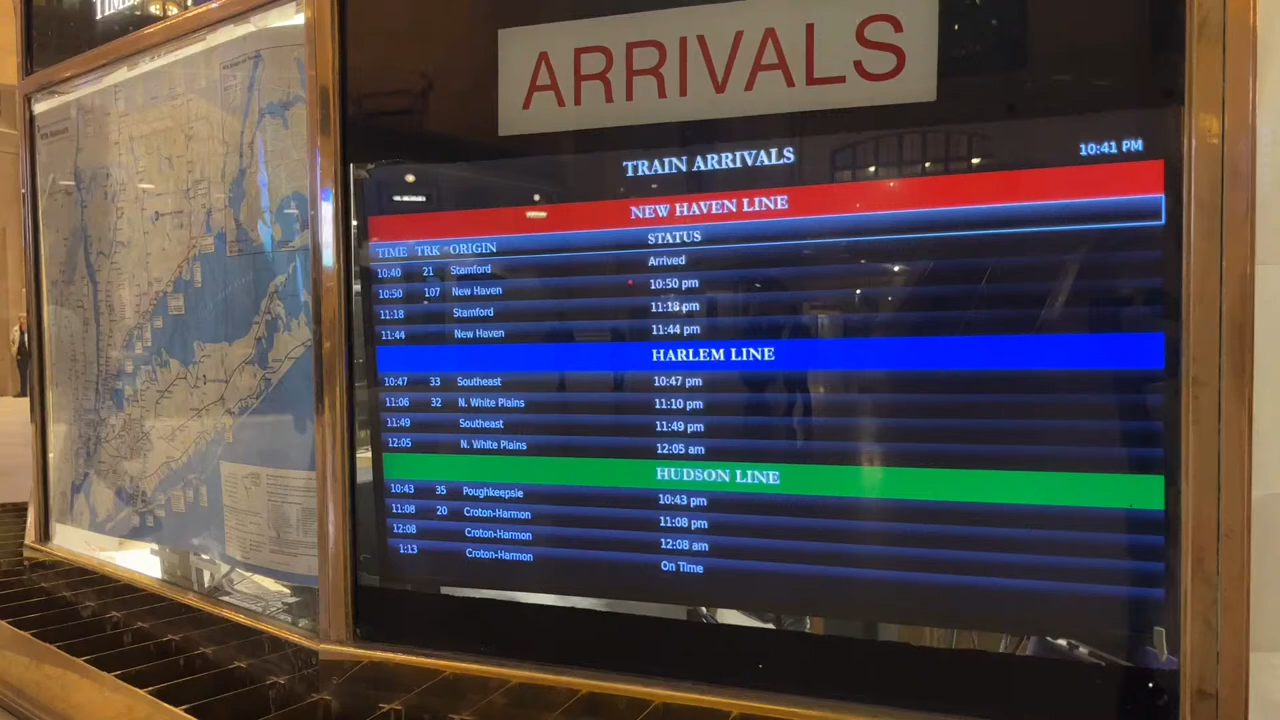 TIME
ARRIVALS
TRAIN ARRIVALS 10:41 PM
NEW HAVEN LINE
TIME TRK ORIGIN STATUS
10:40 21 Stamford Arrived
10:50 107 New Haven 10:50 pm
11:18 Stamford 11:18 pm
11:44 New Haven 11:44 pm
HARLEM LINE
10:47 33 Southeast 10:47 pm
11:06 32 N. White Plains 11:10 pm
11:49 Southeast 11:49 pm
12:05 N. White Plains 12:05 am
HUDSON LINE
10:43 35 Poughkeepsie 10:43 pm
11:08 20 Croton-Harmon 11:08 pm
12:08 Croton-Harmon 12:08 am
1:13 Croton-Harmon On Time